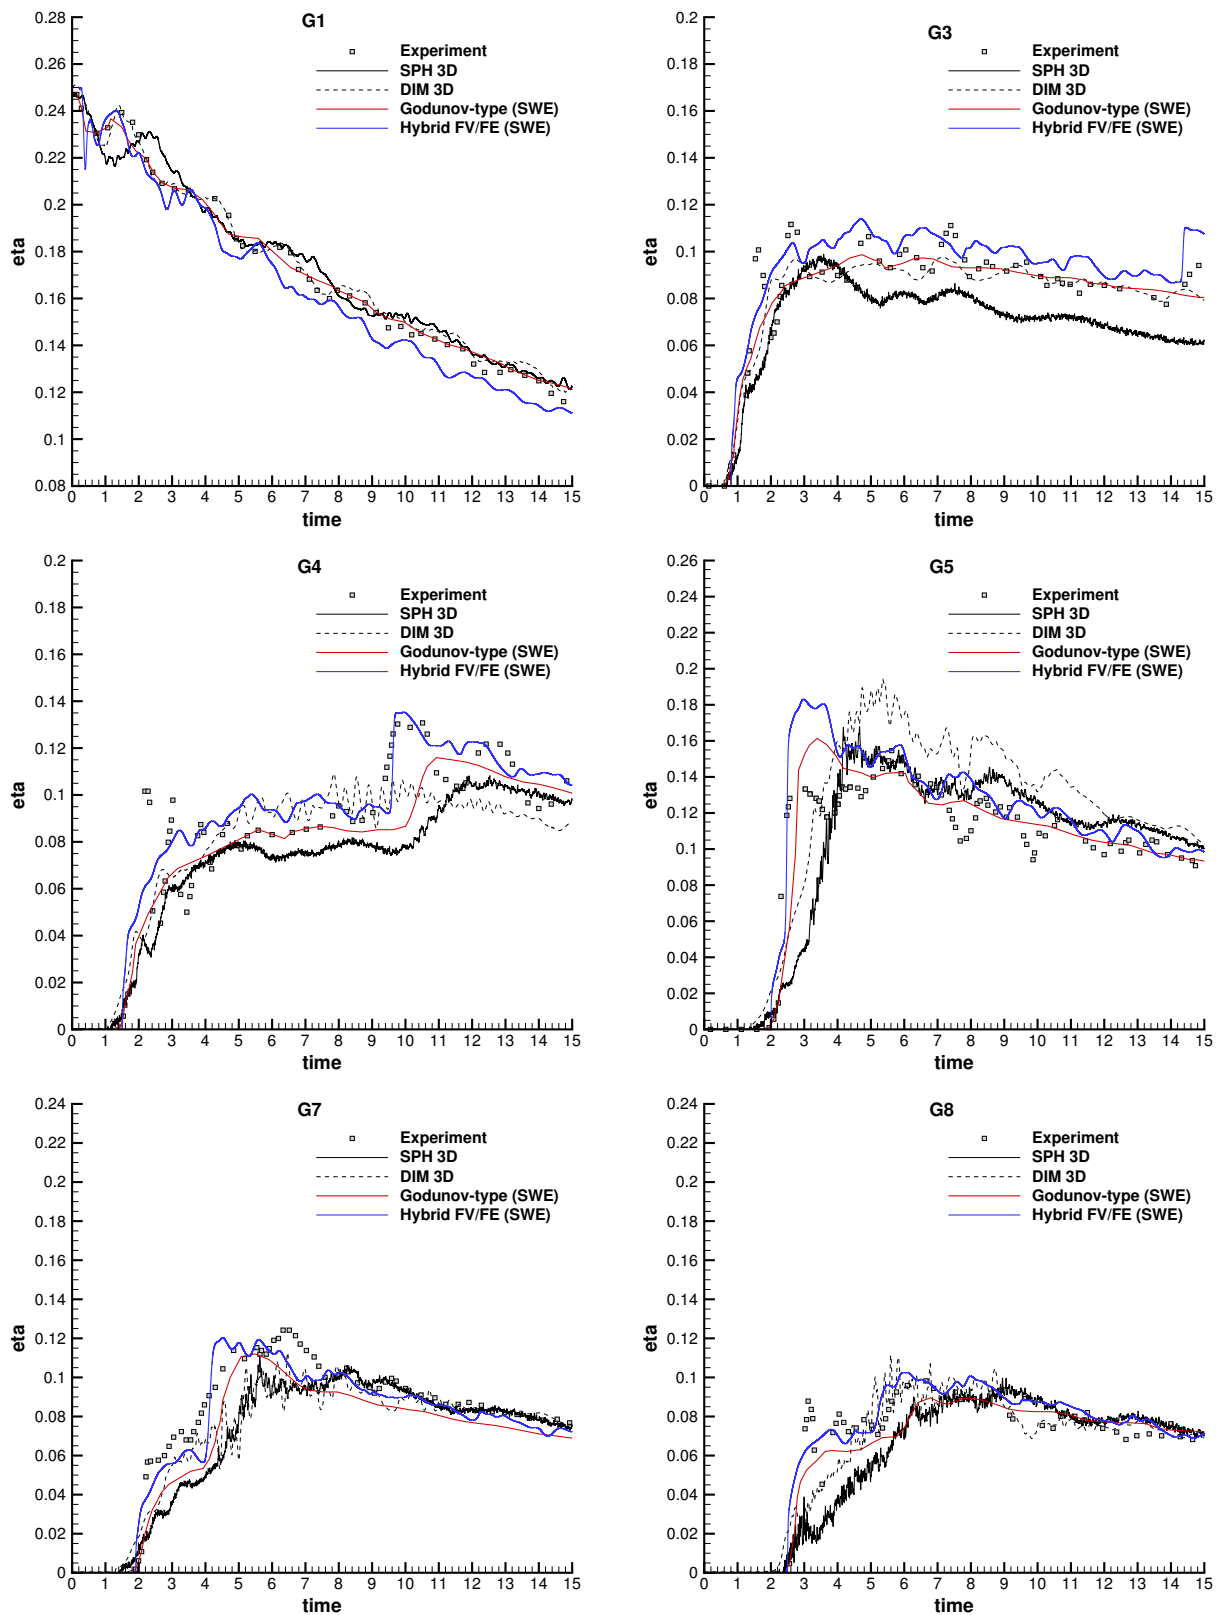 G1
Experiment
SPH 3D
DIM 3D
Godunov-type (SWE)
Hybrid FV/FE (SWE)
0.28
0.26
0.24
0.22
0.2
0.18
0.16
0.14
0.12
0.1
0.08
eta
0 1 2 3 4 5 6 7 8 9 10 11 12 13 14 15
time
G3
Experiment
SPH 3D
DIM 3D
Godunov-type (SWE)
Hybrid FV/FE (SWE)
0.2
0.18
0.16
0.14
0.12
0.1
0.08
0.06
0.04
0.02
0
eta
0 1 2 3 4 5 6 7 8 9 10 11 12 13 14 15
time
G4
Experiment
SPH 3D
DIM 3D
Godunov-type (SWE)
Hybrid FV/FE (SWE)
0.2
0.18
0.16
0.14
0.12
0.1
0.08
0.06
0.04
0.02
0
eta
0 1 2 3 4 5 6 7 8 9 10 11 12 13 14 15
time
G5
Experiment
SPH 3D
DIM 3D
Godunov-type (SWE)
Hybrid FV/FE (SWE)
0.26
0.24
0.22
0.2
0.18
0.16
0.14
0.12
0.1
0.08
0.06
0.04
0.02
0
eta
0 1 2 3 4 5 6 7 8 9 10 11 12 13 14 15
time
G7
Experiment
SPH 3D
DIM 3D
Godunov-type (SWE)
Hybrid FV/FE (SWE)
0.24
0.22
0.2
0.18
0.16
0.14
0.12
0.1
0.08
0.06
0.04
0.02
0
eta
0 1 2 3 4 5 6 7 8 9 10 11 12 13 14 15
time
G8
Experiment
SPH 3D
DIM 3D
Godunov-type (SWE)
Hybrid FV/FE (SWE)
0.24
0.22
0.2
0.18
0.16
0.14
0.12
0.1
0.08
0.06
0.04
0.02
0
eta
0 1 2 3 4 5 6 7 8 9 10 11 12 13 14 15
time